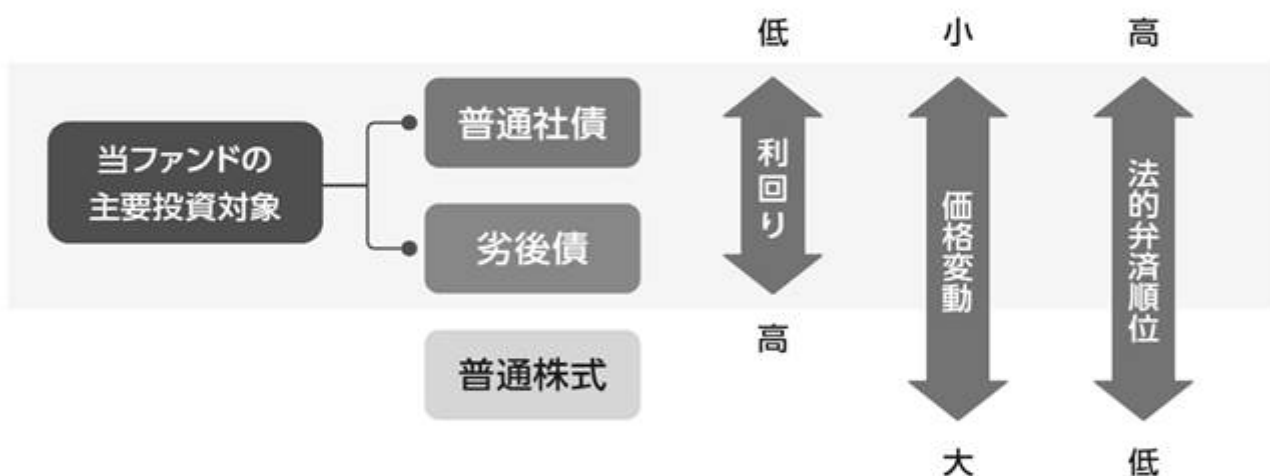 低
小
高
当ファンドの
主要投資対象
普通社債
劣後債
普通株式
利回り
高
価格変動
大
法的弁済順位
低